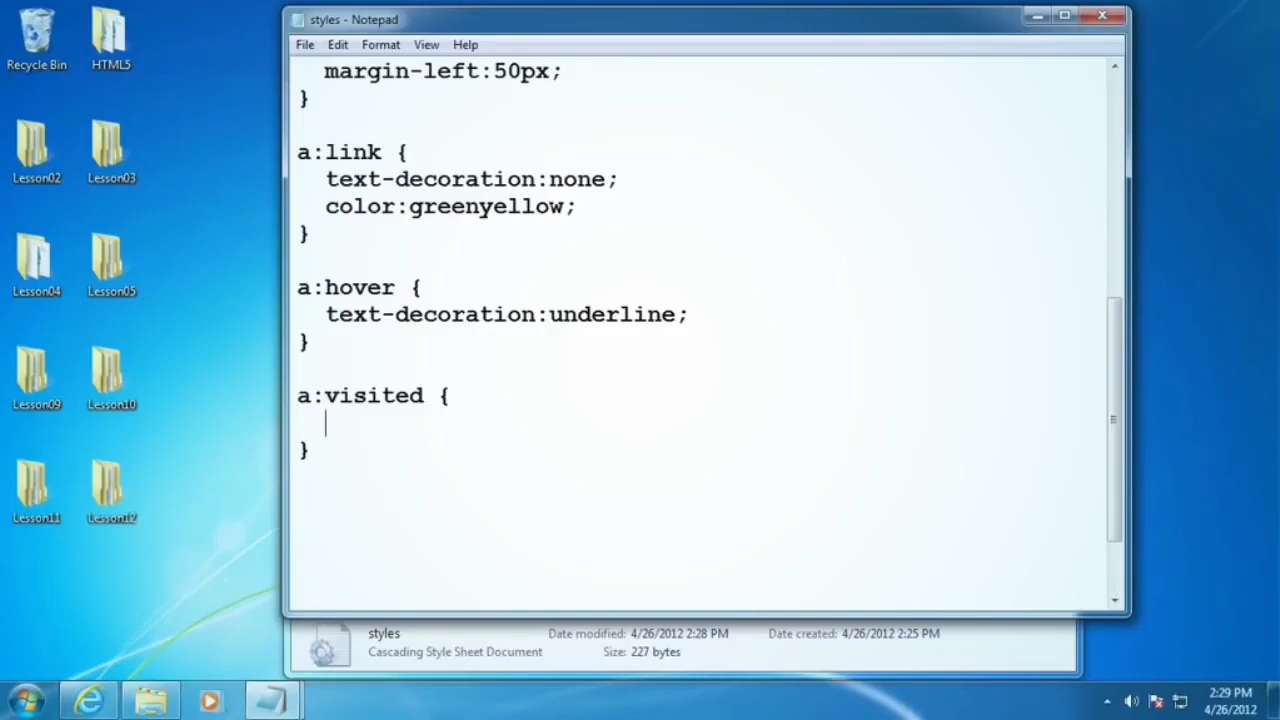 styles - Notepad
File Edit Format View Help
margin-left:50px;
}
a:link {
text-decoration:none;
color:greenyellow;
}
a:hover {
text-decoration:underline;
}
a:visited {
}
Recycle Bin HTML5
Lesson02 Lesson03
Lesson04 Lesson05
Lesson09 Lesson10
Lesson11 Lesson12
styles Date modified: 4/26/2012 2:28 PM Date created: 4/26/2012 2:25 PM
Cascading Style Sheet Document Size: 227 bytes
2:29 PM
4/26/2012